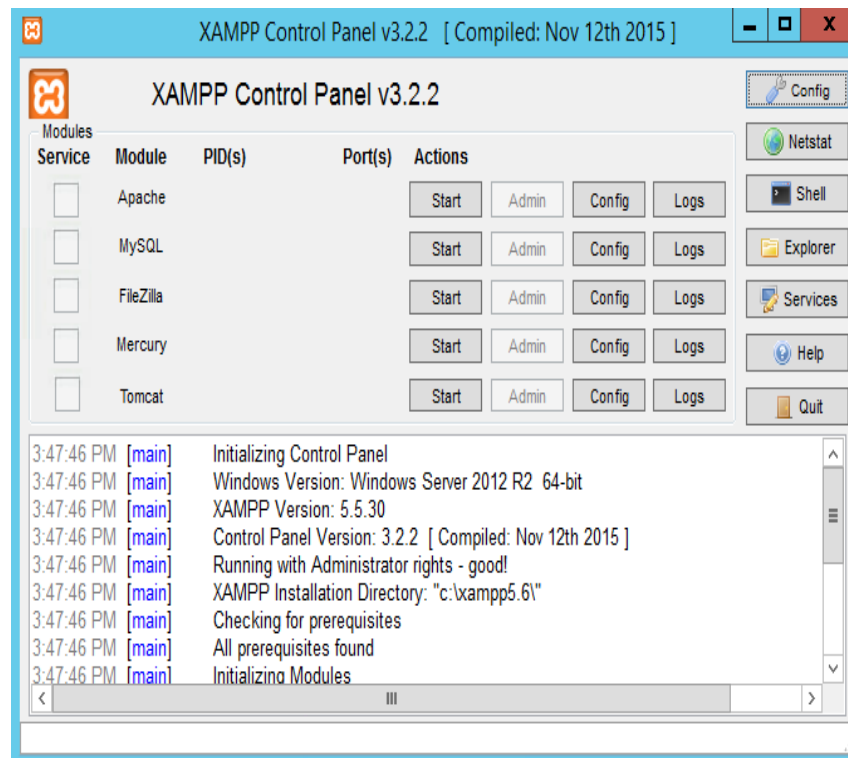 XAMPP Control Panel v3.2.2 [ Compiled: Nov 12th 2015 ]
XAMPP Control Panel v3.2.2
Config
Modules
Netstat
Service Module PID(s) Port(s) Actions
Apache Start Admin Config Logs
Shell
MySQL Start Admin Config Logs
Explorer
FileZilla Start Admin Config Logs
Services
Mercury Start Admin Config Logs
Help
Tomcat Start Admin Config Logs
Quit
3:47:46 PM [main] Initializing Control Panel
3:47:46 PM [main] Windows Version: Windows Server 2012 R2 64-bit
3:47:46 PM [main] XAMPP Version: 5.5.30
3:47:46 PM [main] Control Panel Version: 3.2.2 [ Compiled: Nov 12th 2015 ]
3:47:46 PM [main] Running with Administrator rights - good!
3:47:46 PM [main] XAMPP Installation Directory: "c:\xampp5.6\"
3:47:46 PM [main] Checking for prerequisites
3:47:46 PM [main] All prerequisites found
3:47:46 PM [main] Initializing Modules